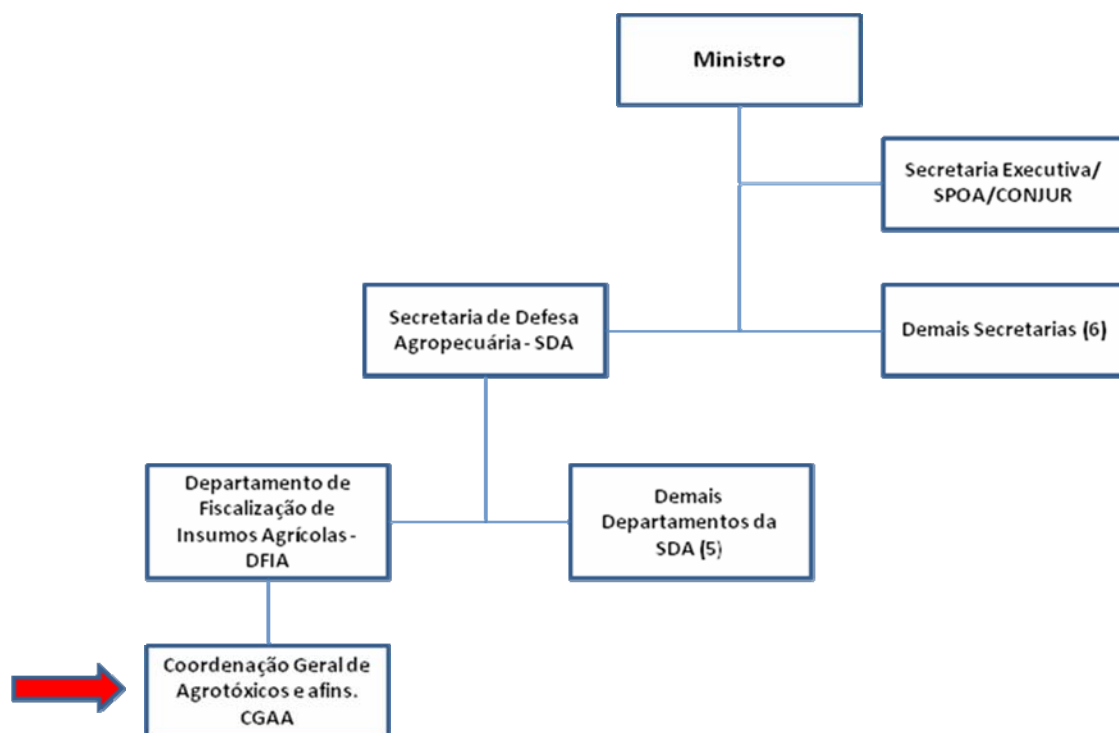 Ministro
Secretaria Executiva/
SPOA/CONJUR
Secretaria de Defesa
Agropecuária - SDA
Demais Secretarias (6)
Departamento de
Fiscalização de
Insumos Agrícolas -
DFIA
Demais
Departamentos da
SDA (5)
Coordenação Geral de
Agrotóxicos e afins.
CGAA